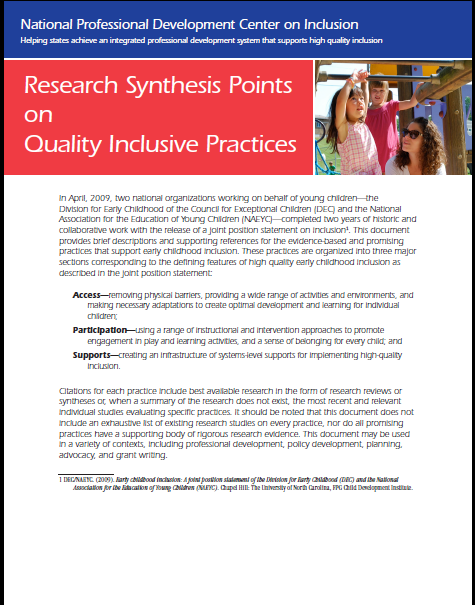 National Professional Development Center on Inclusion
Helping states achieve an integrated professional development system that supports high quality inclusion
Research Synthesis Points
on
Quality Inclusive Practices
In April, 2009, two national organizations working on behalf of young children—the
Division for Early Childhood of the Council for Exceptional Children (DEC) and the National
Association for the Education of Young Children (NAEYC)—completed two years of historic and
collaborative work with the release of a joint position statement on inclusion¹. This document
provides brief descriptions and supporting references for the evidence-based and promising
practices that support early childhood inclusion. These practices are organized into three major
sections corresponding to the defining features of high quality early childhood inclusion as
described in the joint position statement:
Access—removing physical barriers, providing a wide range of activities and environments, and
making necessary adaptations to create optimal development and learning for individual
children;
Participation—using a range of instructional and intervention approaches to promote
engagement in play and learning activities, and a sense of belonging for every child; and
Supports—creating an infrastructure of systems-level supports for implementing high-quality
inclusion.
Citations for each practice include best available research in the form of research reviews or
syntheses or, when a summary of the research does not exist, the most recent and relevant
individual studies evaluating specific practices. It should be noted that this document does not
include an exhaustive list of existing research studies on every practice, nor do all promising
practices have a supporting body of rigorous research evidence. This document may be used
in a variety of contexts, including professional development, policy development, planning,
advocacy, and grant writing.
1 DEC/NAEYC. (2009). Early childhood inclusion: A joint position statement of the Division for Early Childhood (DEC) and the National
Association for the Education of Young Children (NAEYC). Chapel Hill: The University of North Carolina, FPG Child Development Institute.